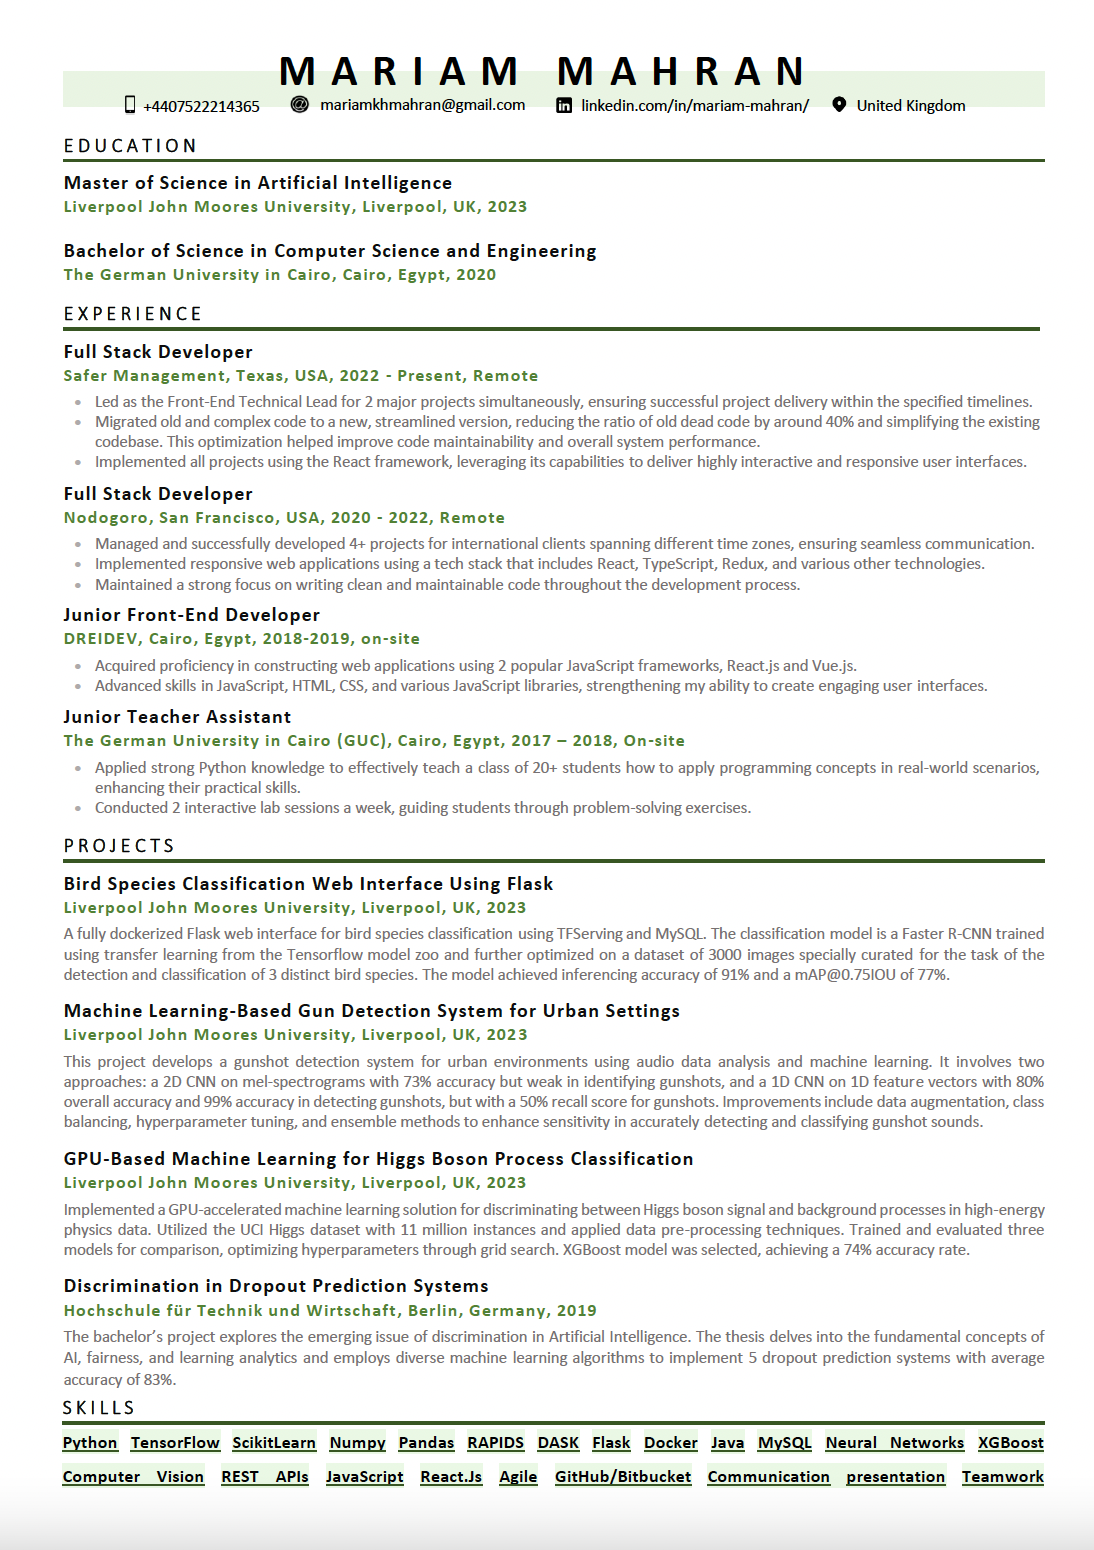 MARIAM MAHRAN
+4407522214365 mariamkhmahran@gmail.com linkedin.com/in/mariam-mahran/ United Kingdom
EDUCATION
Master of Science in Artificial Intelligence
Liverpool John Moores University, Liverpool, UK, 2023
Bachelor of Science in Computer Science and Engineering
The German University in Cairo, Cairo, Egypt, 2020
EXPERIENCE
Full Stack Developer
Safer Management, Texas, USA, 2022 - Present, Remote
• Led as the Front-End Technical Lead for 2 major projects simultaneously, ensuring successful project delivery within the specified timelines.
• Migrated old and complex code to a new, streamlined version, reducing the ratio of old dead code by around 40% and simplifying the existing
codebase. This optimization helped improve code maintainability and overall system performance.
• Implemented all projects using the React framework, leveraging its capabilities to deliver highly interactive and responsive user interfaces.
Full Stack Developer
Nodogoro, San Francisco, USA, 2020 - 2022, Remote
• Managed and successfully developed 4+ projects for international clients spanning different time zones, ensuring seamless communication.
• Implemented responsive web applications using a tech stack that includes React, TypeScript, Redux, and various other technologies.
• Maintained a strong focus on writing clean and maintainable code throughout the development process.
Junior Front-End Developer
DREIDEV, Cairo, Egypt, 2018-2019, on-site
• Acquired proficiency in constructing web applications using 2 popular JavaScript frameworks, React.js and Vue.js.
• Advanced skills in JavaScript, HTML, CSS, and various JavaScript libraries, strengthening my ability to create engaging user interfaces.
Junior Teacher Assistant
The German University in Cairo (GUC), Cairo, Egypt, 2017 – 2018, On-site
• Applied strong Python knowledge to effectively teach a class of 20+ students how to apply programming concepts in real-world scenarios,
enhancing their practical skills.
• Conducted 2 interactive lab sessions a week, guiding students through problem-solving exercises.
PROJECTS
Bird Species Classification Web Interface Using Flask
Liverpool John Moores University, Liverpool, UK, 2023
A fully dockerized Flask web interface for bird species classification using TFServing and MySQL. The classification model is a Faster R-CNN trained
using transfer learning from the Tensorflow model zoo and further optimized on a dataset of 3000 images specially curated for the task of the
detection and classification of 3 distinct bird species. The model achieved inferencing accuracy of 91% and a mAP@0.75IOU of 77%.
Machine Learning-Based Gun Detection System for Urban Settings
Liverpool John Moores University, Liverpool, UK, 2023
This project develops a gunshot detection system for urban environments using audio data analysis and machine learning. It involves two
approaches: a 2D CNN on mel-spectrograms with 73% accuracy but weak in identifying gunshots, and a 1D CNN on 1D feature vectors with 80%
overall accuracy and 99% accuracy in detecting gunshots, but with a 50% recall score for gunshots. Improvements include data augmentation, class
balancing, hyperparameter tuning, and ensemble methods to enhance sensitivity in accurately detecting and classifying gunshot sounds.
GPU-Based Machine Learning for Higgs Boson Process Classification
Liverpool John Moores University, Liverpool, UK, 2023
Implemented a GPU-accelerated machine learning solution for discriminating between Higgs boson signal and background processes in high-energy
physics data. Utilized the UCI Higgs dataset with 11 million instances and applied data pre-processing techniques. Trained and evaluated three
models for comparison, optimizing hyperparameters through grid search. XGBoost model was selected, achieving a 74% accuracy rate.
Discrimination in Dropout Prediction Systems
Hochschule für Technik und Wirtschaft, Berlin, Germany, 2019
The bachelor’s project explores the emerging issue of discrimination in Artificial Intelligence. The thesis delves into the fundamental concepts of
AI, fairness, and learning analytics and employs diverse machine learning algorithms to implement 5 dropout prediction systems with average
accuracy of 83%.
SKILLS
Python TensorFlow ScikitLearn Numpy Pandas RAPIDS DASK Flask Docker Java MySQL Neural Networks XGBoost
Computer Vision REST APIs JavaScript React.Js Agile GitHub/Bitbucket Communication presentation Teamwork